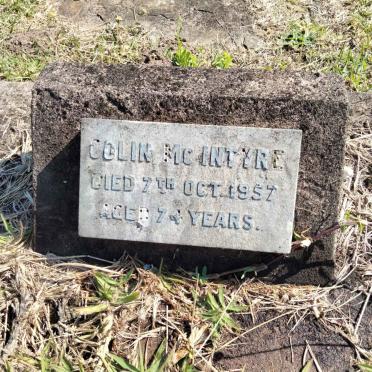 COLIN MCINTYRE
DIED 7TH OCT. 1957
AGED 74 YEARS.